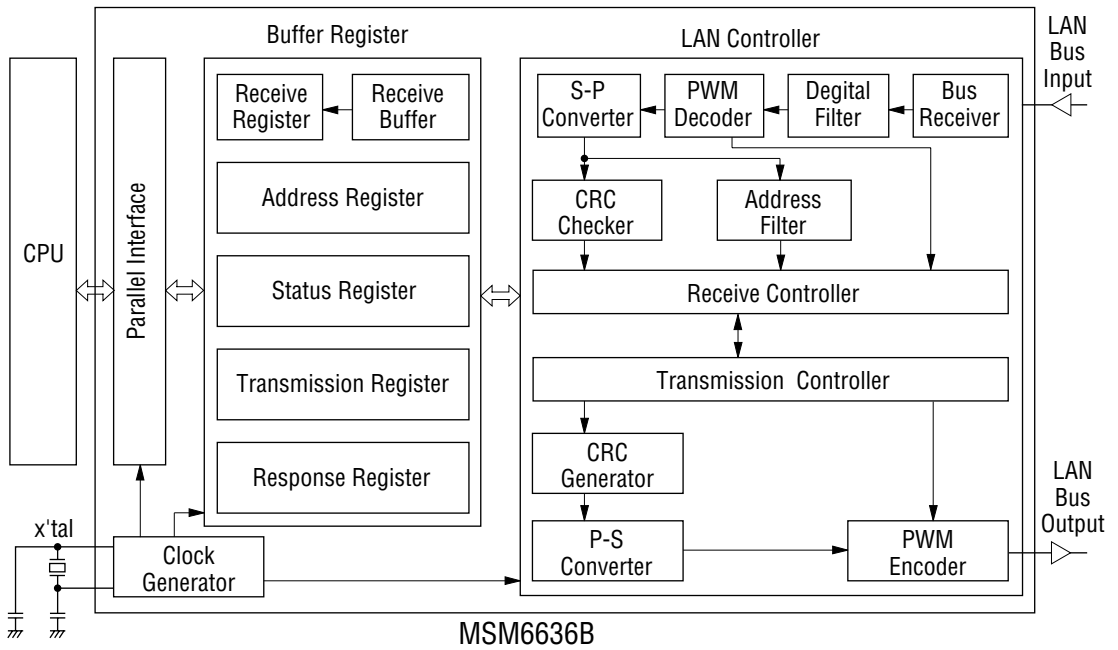 Buffer Register
LAN Controller
LAN
Bus
Input
CPU
Parallel Interface
Receive
Register
Receive
Buffer
S-P
Converter
PWM
Decoder
Degital
Filter
Bus
Receiver
Address Register
CRC
Checker
Address
Filter
Status Register
Receive Controller
Transmission Register
Transmission Controller
Response Register
CRC
Generator
LAN
Bus
Output
x'tal
Clock
Generator
P-S
Converter
PWM
Encoder
MSM6636B